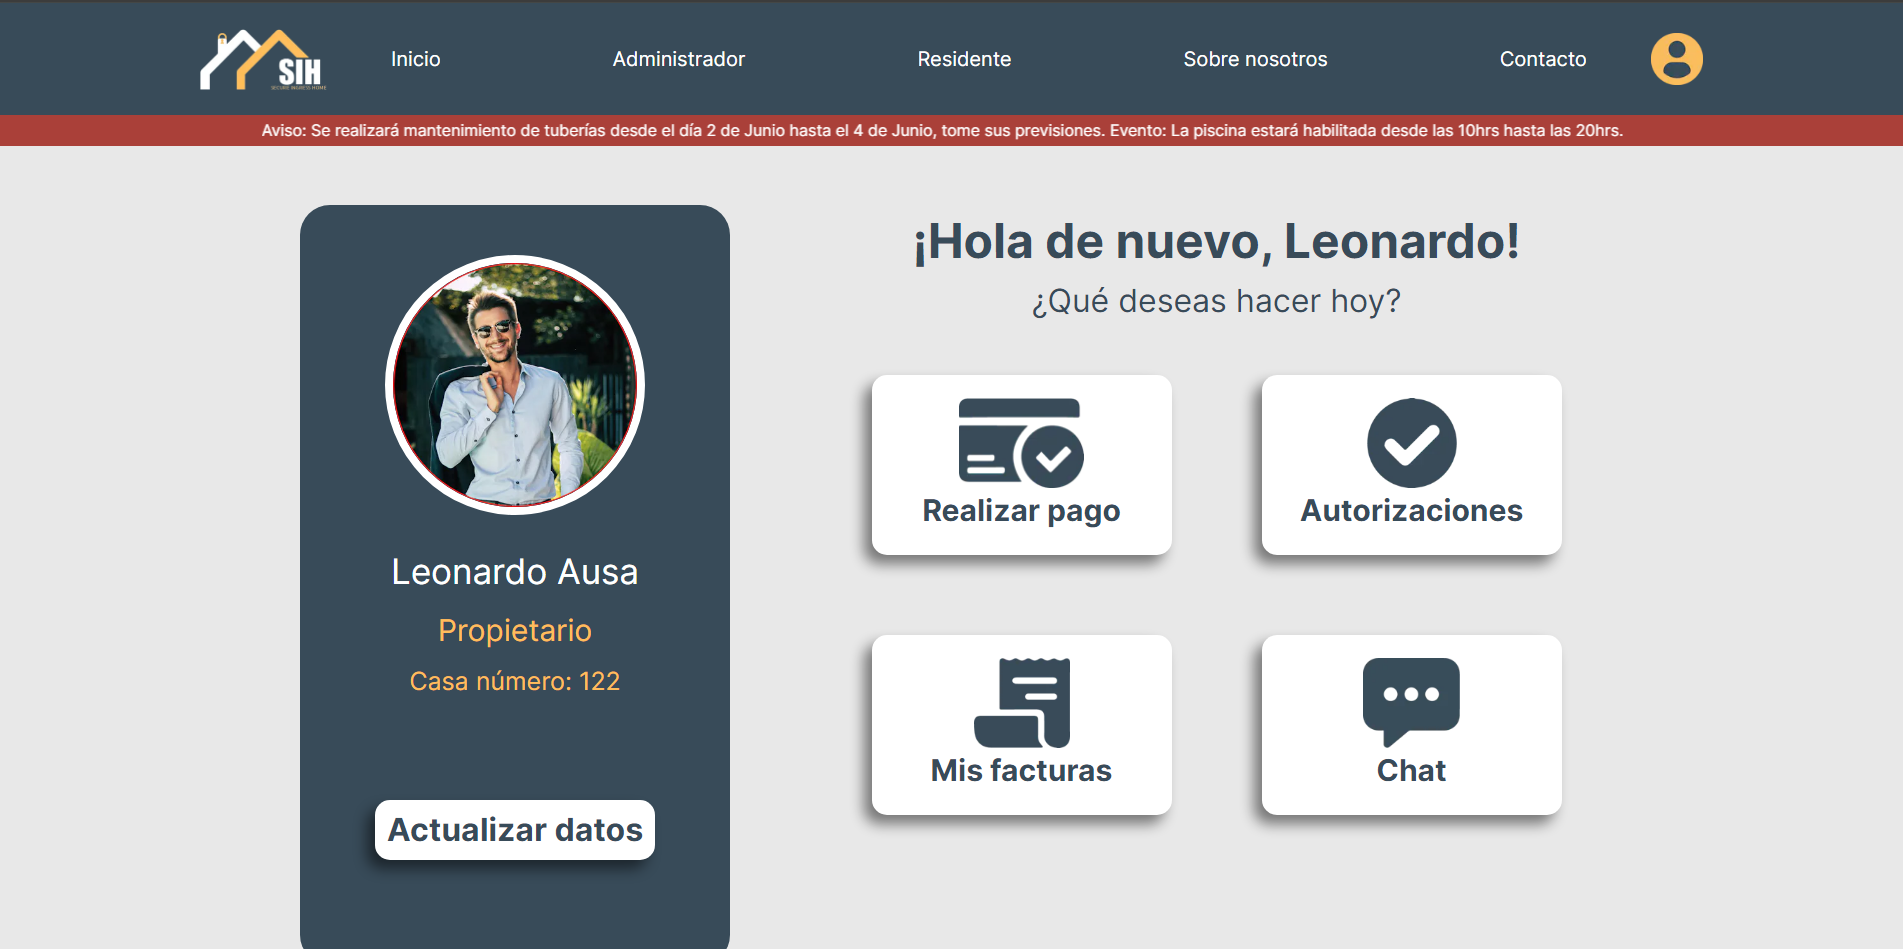 SIH
SECURE INGRESS HOME
Inicio
Administrador
Residente
Sobre nosotros
Contacto
Aviso: Se realizará mantenimiento de tuberías desde el día 2 de Junio hasta el 4 de Junio, tome sus previsiones. Evento: La piscina estará habilitada desde las 10hrs hasta las 20hrs.
Leonardo Ausa
Propietario
Casa número: 122
Actualizar datos
¡Hola de nuevo, Leonardo!
¿Qué deseas hacer hoy?
Realizar pago
Autorizaciones
Mis facturas
Chat